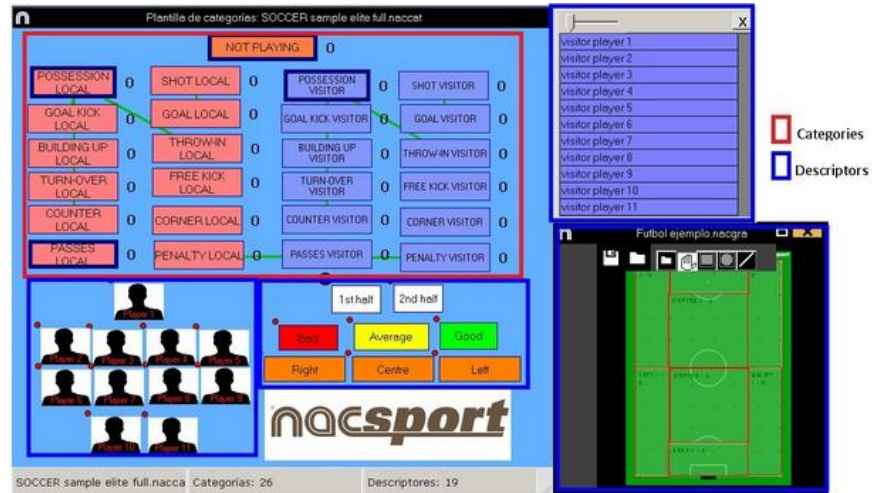 Plantilla de categorías: SOCCER sample elite full.naccat
NOT PLAYING 0
POSSESSION LOCAL 0
SHOT LOCAL 0
POSSESSION VISITOR 0
SHOT VISITOR 0
GOAL KICK LOCAL 0
GOAL LOCAL 0
GOAL KICK VISITOR 0
GOAL VISITOR 0
BUILDING UP LOCAL 0
THROW-IN LOCAL 0
BUILDING UP VISITOR 0
THROW-IN VISITOR 0
TURN-OVER LOCAL 0
FREE KICK LOCAL 0
TURN-OVER VISITOR 0
FREE KICK VISITOR 0
COUNTER LOCAL 0
CORNER LOCAL 0
COUNTER VISITOR 0
CORNER VISITOR 0
PASSES LOCAL 0
PENALTY LOCAL 0
PASSES VISITOR 0
PENALTY VISITOR 0
Player 1
Player 2
Player 3
Player 4
Player 5
Player 6
Player 7
Player 8
Player 9
Player 10
Player 11
1st half
2nd half
Bad
Average
Good
Right
Centre
Left
nacsport
SOCCER sample elite full.nacca
Categorías: 26
Descriptores: 19
X
visitor player 1
visitor player 2
visitor player 3
visitor player 4
visitor player 5
visitor player 6
visitor player 7
visitor player 8
visitor player 9
visitor player 10
visitor player 11
Categories
Descriptors
Futbol ejemplo.nacgra